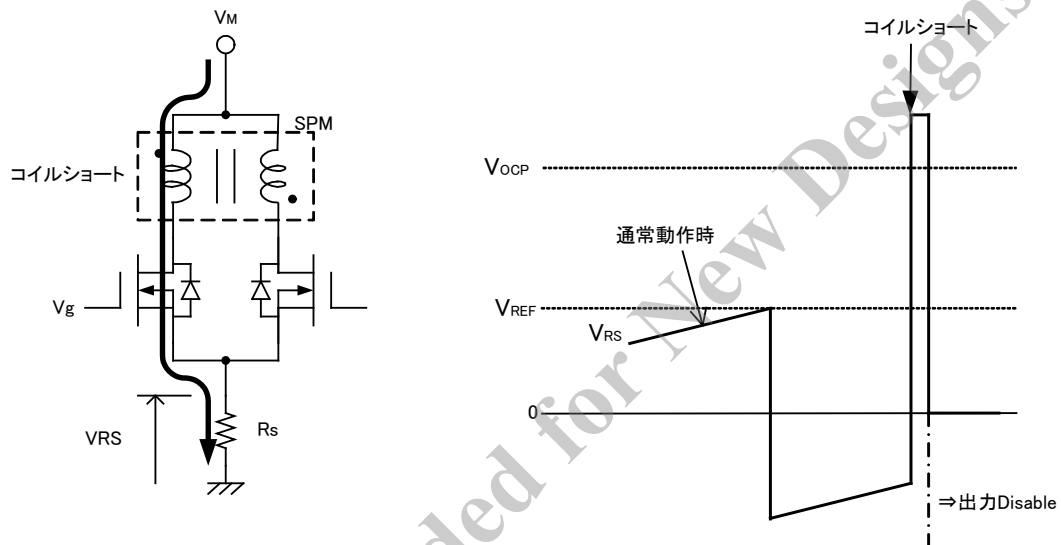 VM
SPM
コイルショート
Vg
VRS
Rs
コイルショート
VOCP
通常動作時
VREF
VRS
0
⇒出力Disable
ded for New Designs